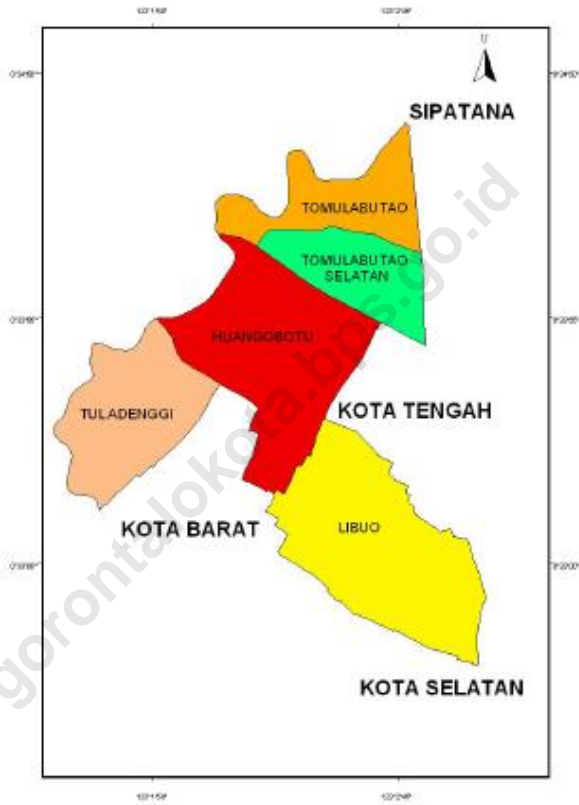 U
SIPATANA
TOMULABUTAO
TOMULABUTAO
SELATAN
HUANGOBOTU
TULADENGGI
KOTA TENGAH
KOTA BARAT
LIBUO
KOTA SELATAN
gorontalokota.bps.go.id